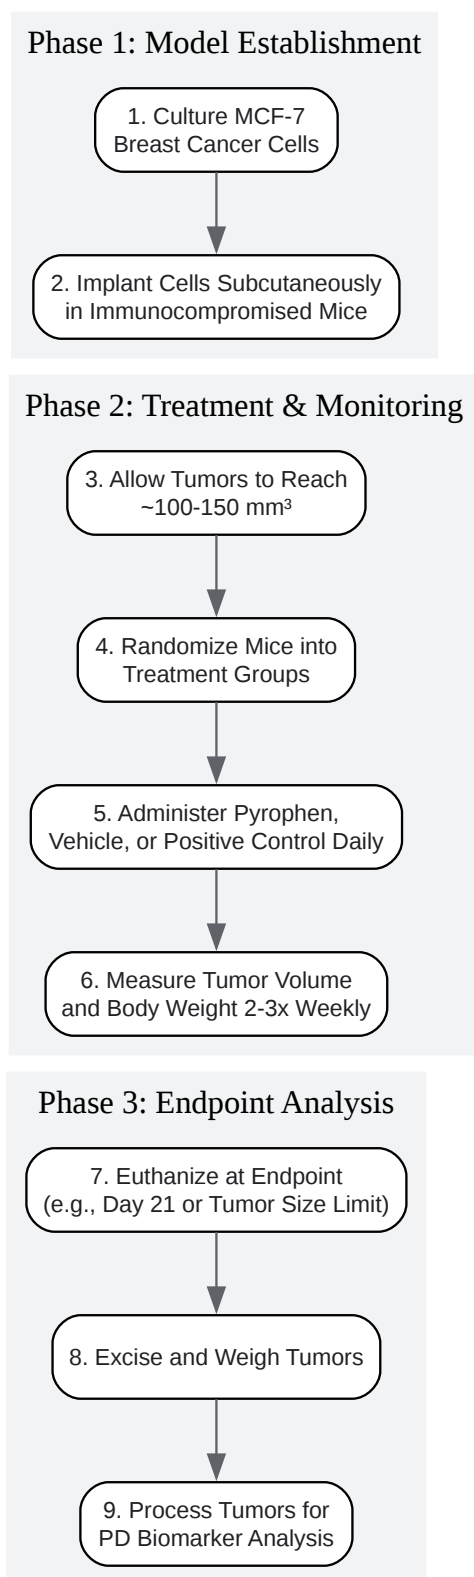 Phase 1: Model Establishment
1. Culture MCF-7
Breast Cancer Cells
2. Implant Cells Subcutaneously
in Immunocompromised Mice
Phase 2: Treatment & Monitoring
3. Allow Tumors to Reach
~100-150 mm³
4. Randomize Mice into
Treatment Groups
5. Administer Pyrophen,
Vehicle, or Positive Control Daily
6. Measure Tumor Volume
and Body Weight 2-3x Weekly
Phase 3: Endpoint Analysis
7. Euthanize at Endpoint
(e.g., Day 21 or Tumor Size Limit)
8. Excise and Weigh Tumors
9. Process Tumors for
PD Biomarker Analysis